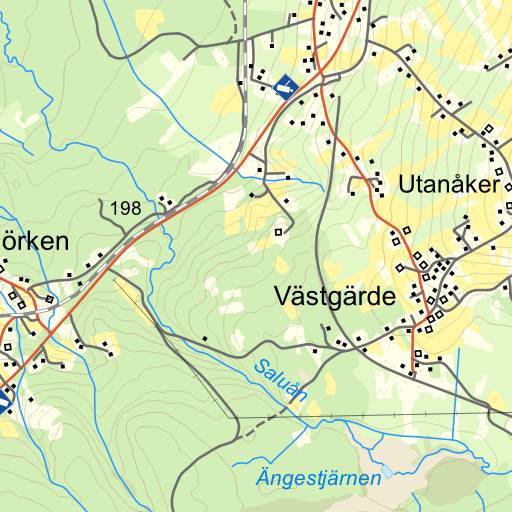 Utanåker
198
örken
Västgärde
Saluån
Ängestjärnen